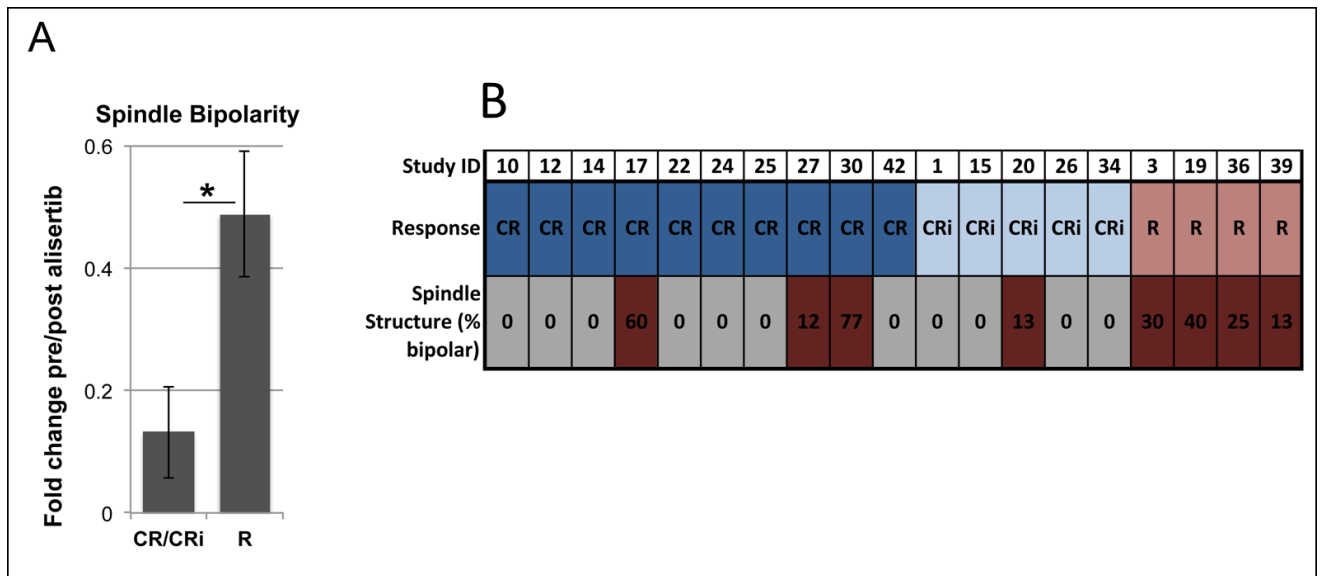 A
Spindle Bipolarity
Fold change pre/post alisertib
0.6
0.4
0.2
0
*
CR/CRi R
B
Study ID 10 12 14 17 22 24 25 27 30 42 1 15 20 26 34 3 19 36 39
Response CR CR CR CR CR CR CR CR CR CR CRi CRi CRi CRi CRi R R R R
Spindle
Structure (% 0 0 0 60 0 0 0 12 77 0 0 0 13 0 0 30 40 25 13
bipolar)